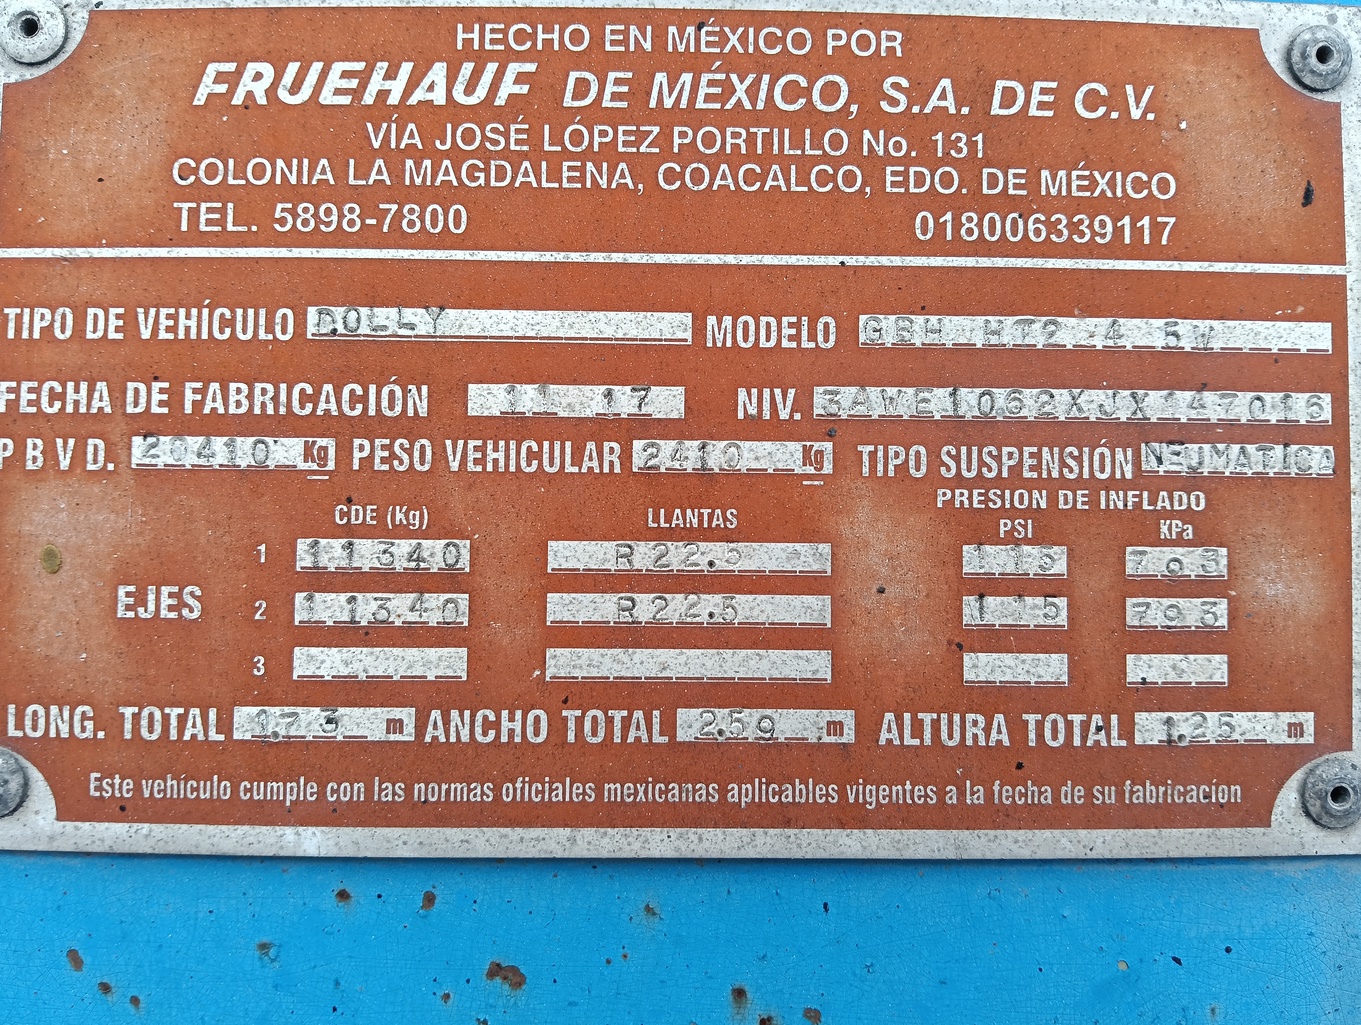 HECHO EN MÉXICO POR
FRUEHAUF DE MÉXICO, S.A. DE C.V.
VÍA JOSÉ LÓPEZ PORTILLO No. 131
COLONIA LA MAGDALENA, COACALCO, EDO. DE MÉXICO
TEL. 5898-7800 018006339117
TIPO DE VEHÍCULO DOLLY MODELO GBH HT2 4 5W
FECHA DE FABRICACIÓN 11 17 NIV. 3AWE1062XJX147016
P B V D. 20410 Kg PESO VEHICULAR 2410 Kg TIPO SUSPENSIÓN NEUMATICA
PRESION DE INFLADO
CDE (Kg) LLANTAS PSI KPa
1 11340 R22.5 115 793
EJES 2 11340 R22.5 115 793
3
LONG. TOTAL 1.73 m ANCHO TOTAL 2.59 m ALTURA TOTAL 1.25 m
Este vehículo cumple con las normas oficiales mexicanas aplicables vigentes a la fecha de su fabricacíon